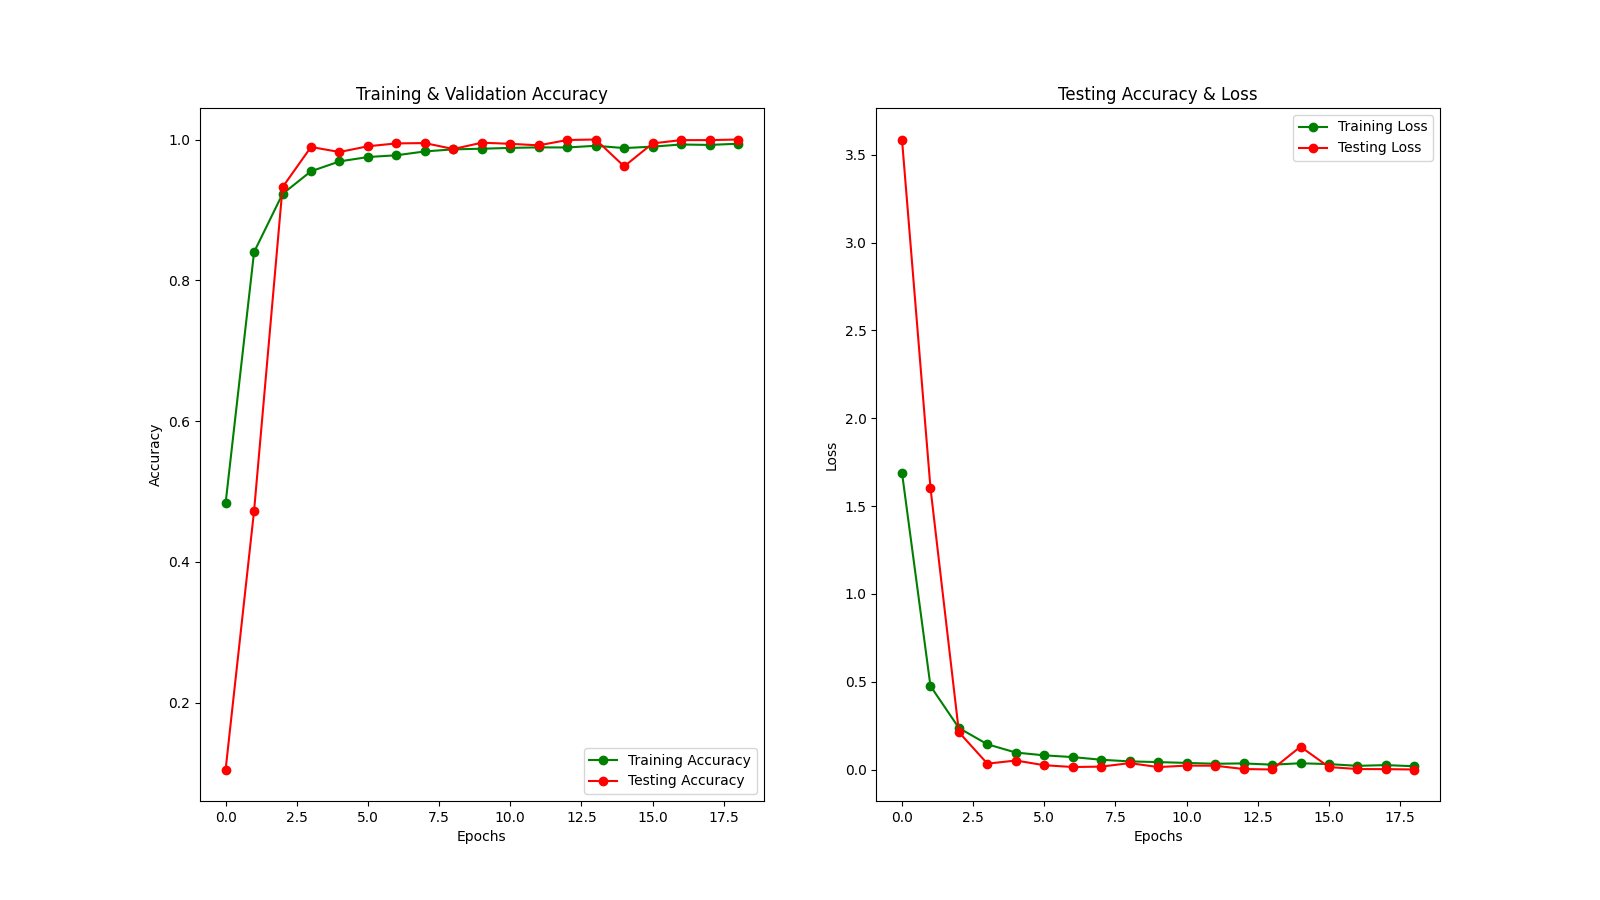 Training & Validation Accuracy
1.0
0.8
0.6
0.4
0.2
Accuracy
Training Accuracy
Testing Accuracy
0.0 2.5 5.0 7.5 10.0 12.5 15.0 17.5
Epochs
Testing Accuracy & Loss
Training Loss
Testing Loss
3.5
3.0
2.5
2.0
1.5
1.0
0.5
0.0
Loss
0.0 2.5 5.0 7.5 10.0 12.5 15.0 17.5
Epochs